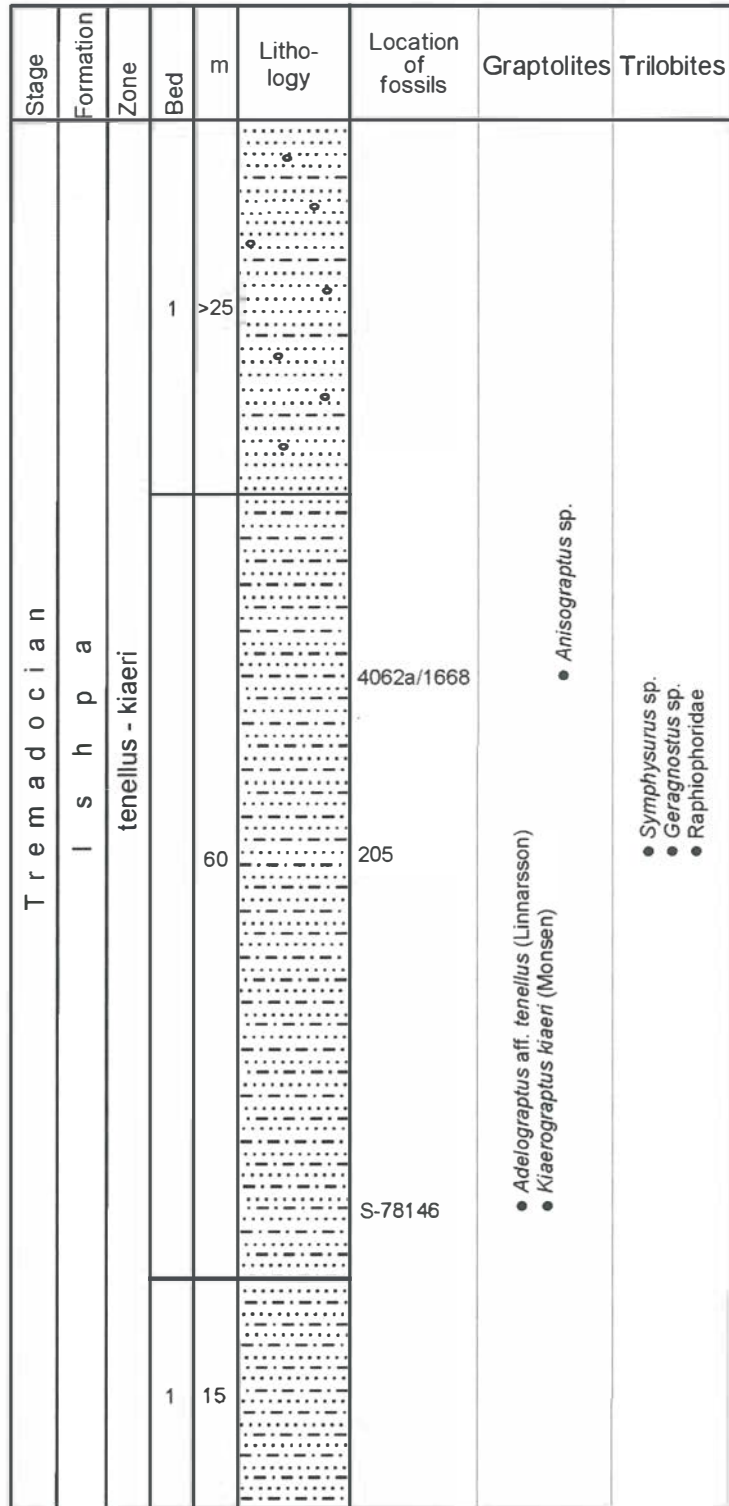 Stage
Formation
Zone
Bed
m
Litho-
logy
Location
of
fossils
Graptolites
Trilobites
Tremadocian
Ishpa
tenellus - kiaeri
1
>25
60
1
15
4062a/1668
205
S-78146
• Anisograptus sp.
• Adelograptus aff. tenellus (Linnarsson)
• Kiaerograptus kiaeri (Monsen)
• Symphysurus sp.
• Geragnostus sp.
• Raphiophoridae